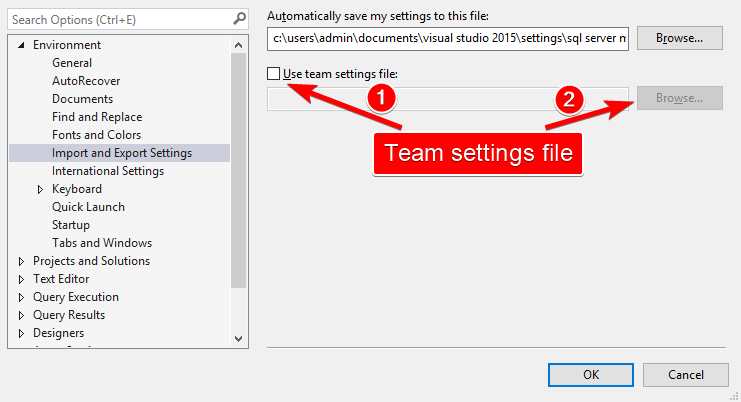 Search Options (Ctrl+E)
Environment
General
AutoRecover
Documents
Find and Replace
Fonts and Colors
Import and Export Settings
International Settings
Keyboard
Quick Launch
Startup
Tabs and Windows
Projects and Solutions
Text Editor
Query Execution
Query Results
Designers
Automatically save my settings to this file:
c:\users\admin\documents\visual studio 2015\settings\sql server m
Browse...
Use team settings file:
1
2
Browse...
Team settings file
OK
Cancel